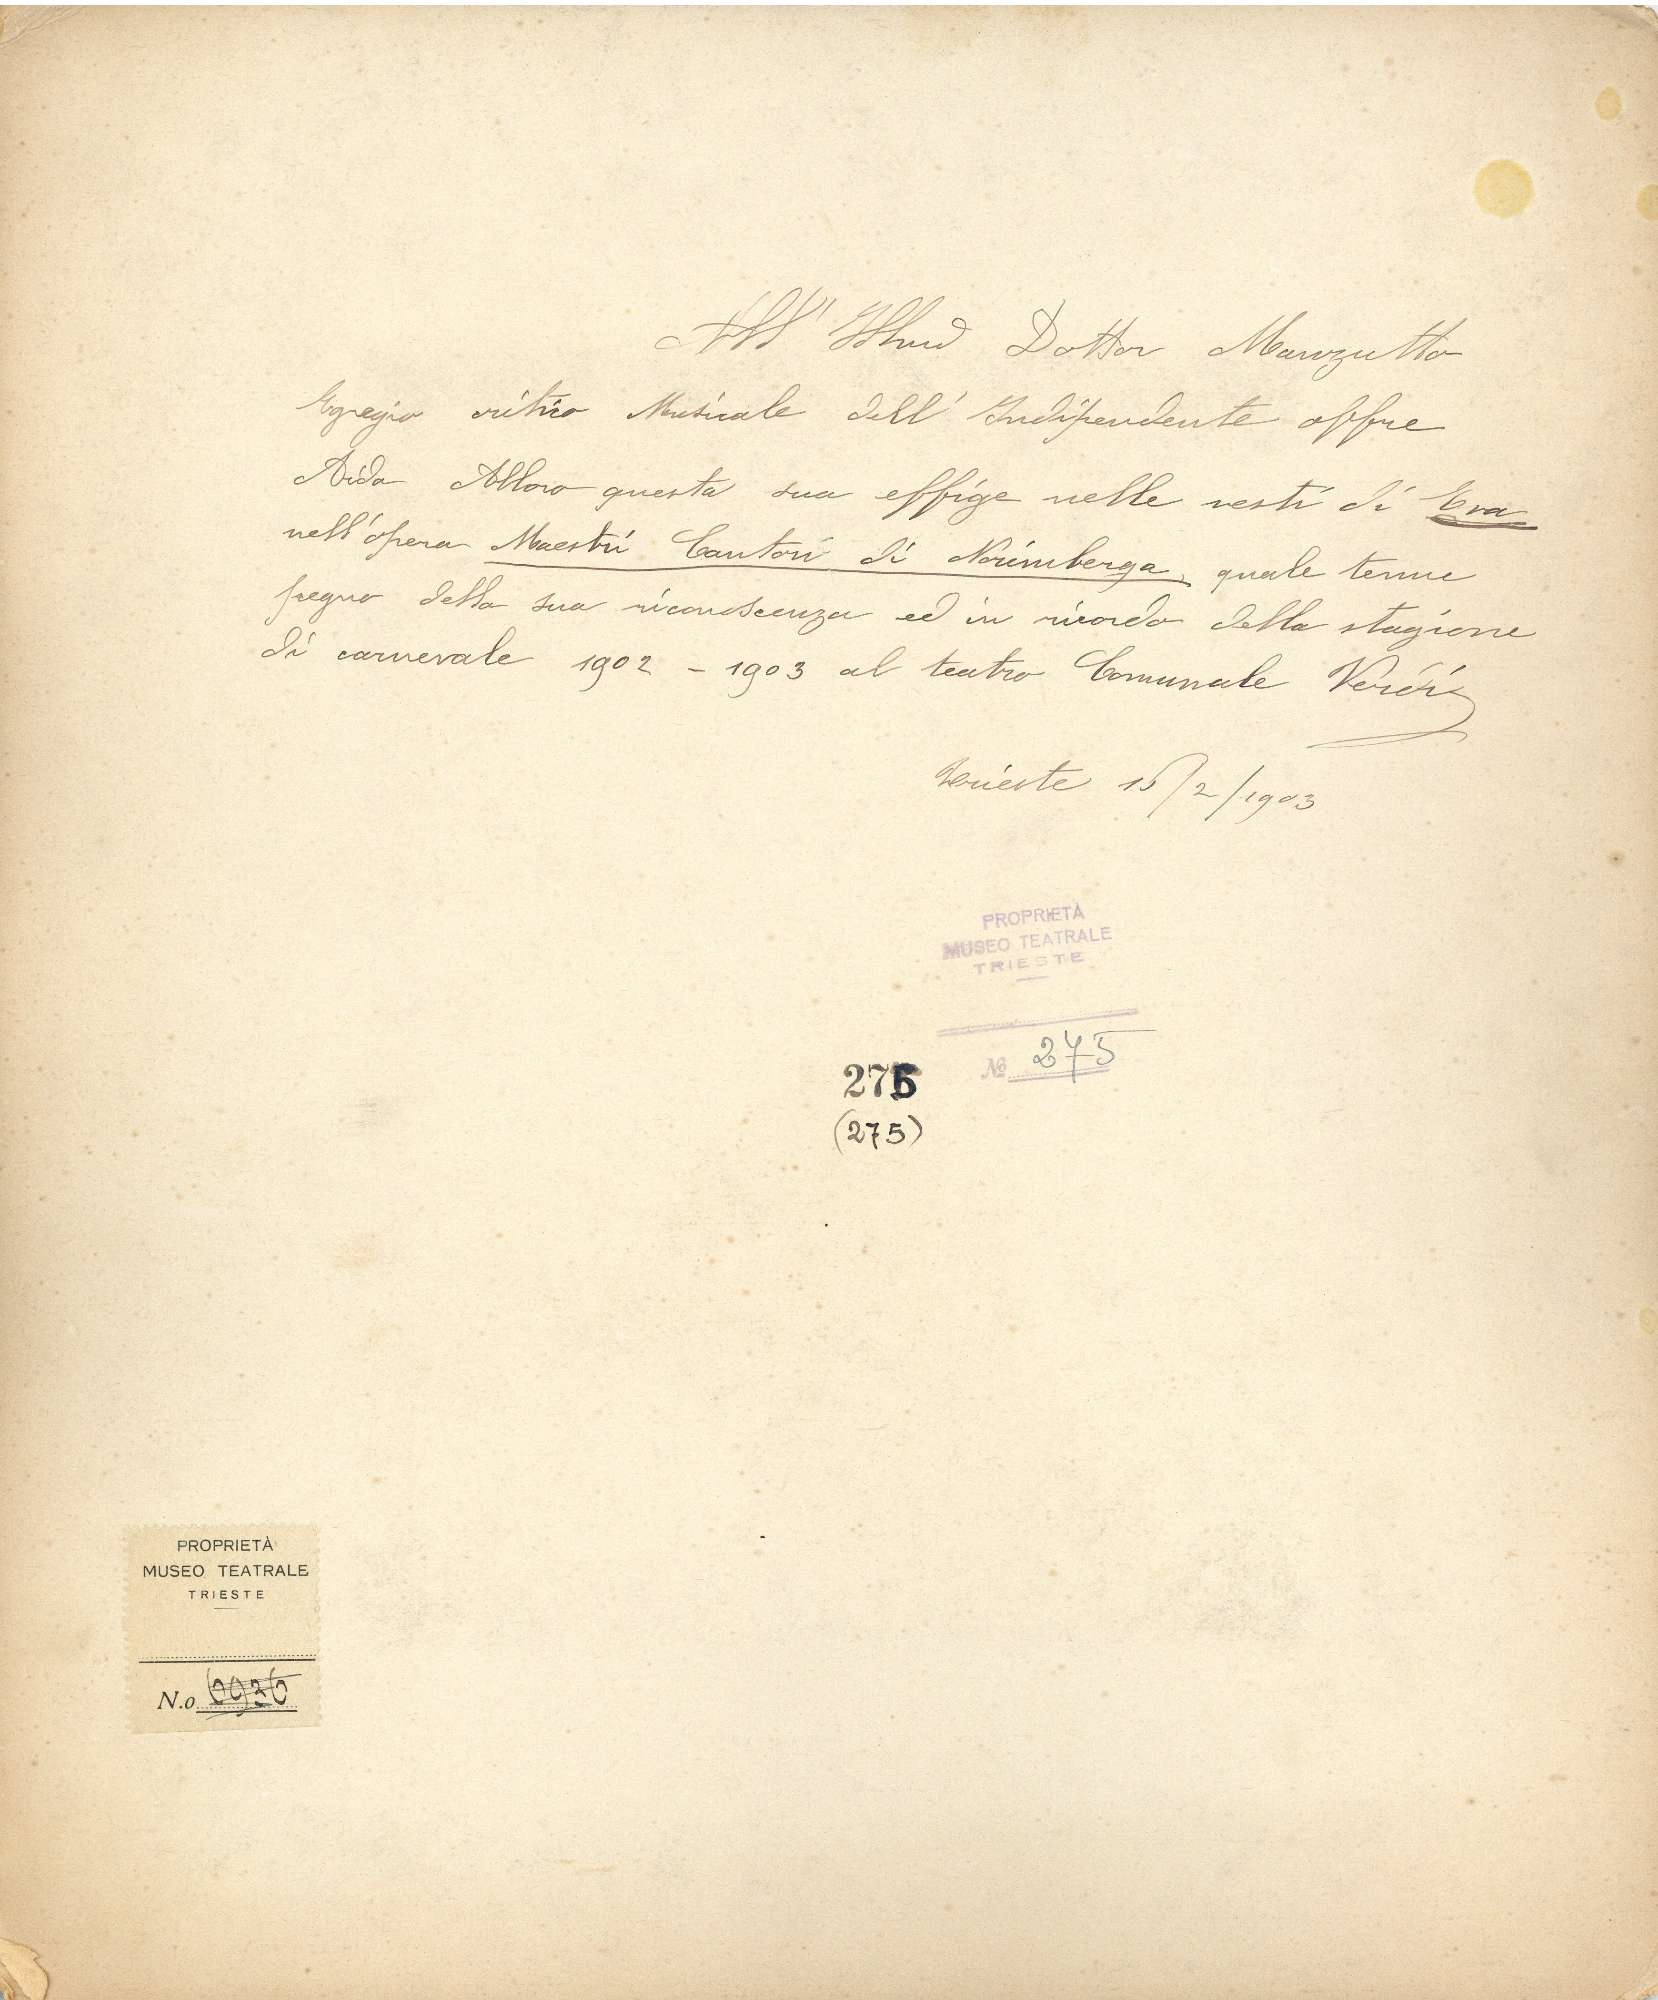 All' Illmo Dottor Manzutto
Egregio critico Musicale dell' Indipendente offre
Aida Alloro questa sua effige nelle vesti di Eva
nell'opera Maestri Cantori di Norimberga quale tenue
pegno della sua riconoscenza ed in ricordo della stagione
di carnevale 1902 - 1903 al teatro Comunale Verdi
Trieste 15/2/1903
PROPRIETÀ
MUSEO TEATRALE
TRIESTE
№ 275
275
(275)
PROPRIETÀ
MUSEO TEATRALE
TRIESTE
N.o 6936